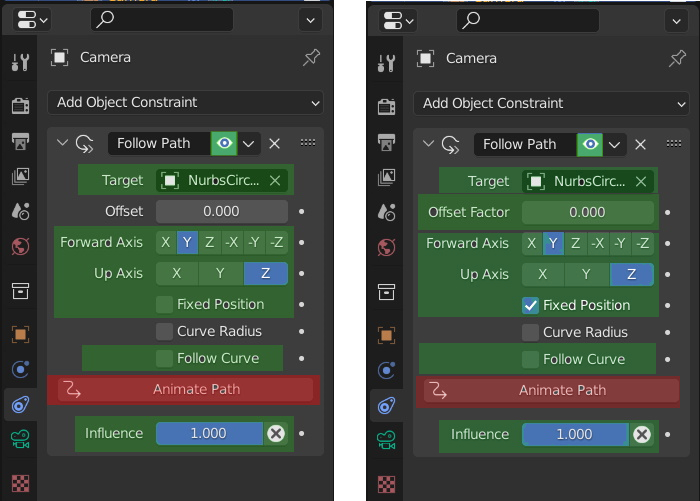 Camera
Add Object Constraint
Follow Path
Target NurbsCirc...
Offset 0.000
Forward Axis X Y Z -X -Y -Z
Up Axis X Y Z
Fixed Position
Curve Radius
Follow Curve
Animate Path
Influence 1.000
Camera
Add Object Constraint
Follow Path
Target NurbsCirc...
Offset Factor 0.000
Forward Axis X Y Z -X -Y -Z
Up Axis X Y Z
Fixed Position
Curve Radius
Follow Curve
Animate Path
Influence 1.000